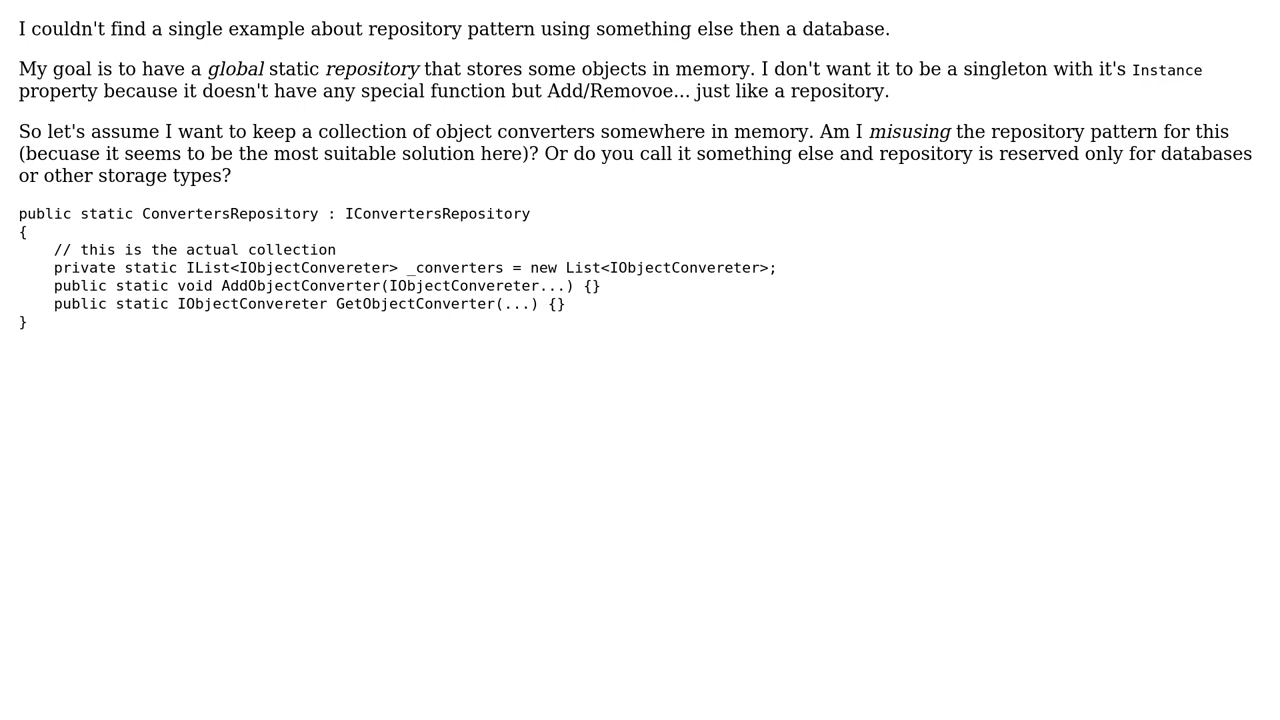 I couldn't find a single example about repository pattern using something else then a database.
My goal is to have a global static repository that stores some objects in memory. I don't want it to be a singleton with it's Instance
property because it doesn't have any special function but Add/Removoe... just like a repository.
So let's assume I want to keep a collection of object converters somewhere in memory. Am I misusing the repository pattern for this
(becuase it seems to be the most suitable solution here)? Or do you call it something else and repository is reserved only for databases
or other storage types?
public static ConvertersRepository : IConvertersRepository
{
    // this is the actual collection
    private static IList<IObjectConvereter> _converters = new List<IObjectConvereter>;
    public static void AddObjectConverter(IObjectConvereter...) {}
    public static IObjectConvereter GetObjectConverter(...) {}
}